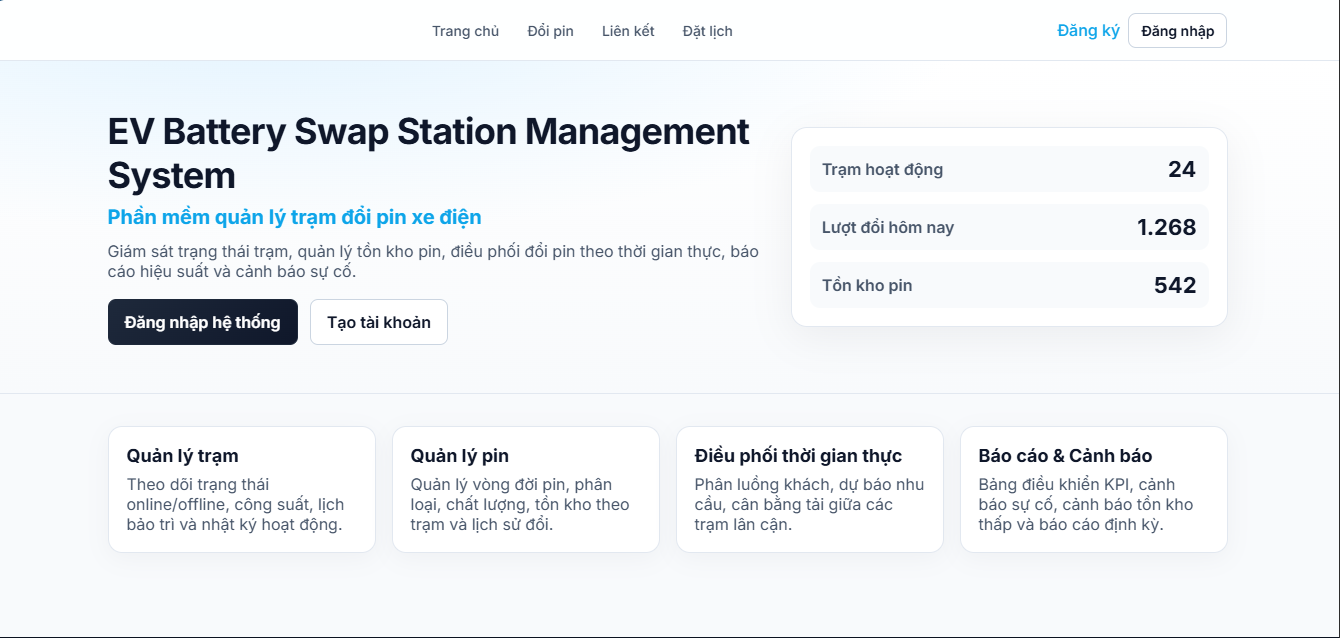 Trang chủ
Đổi pin
Liên kết
Đặt lịch
Đăng ký
Đăng nhập
EV Battery Swap Station Management
System
Phần mềm quản lý trạm đổi pin xe điện
Giám sát trạng thái trạm, quản lý tồn kho pin, điều phối đổi pin theo thời gian thực, báo
cáo hiệu suất và cảnh báo sự cố.
Đăng nhập hệ thống
Tạo tài khoản
Trạm hoạt động
24
Lượt đổi hôm nay
1.268
Tồn kho pin
542
Quản lý trạm
Theo dõi trạng thái
online/offline, công suất, lịch
bảo trì và nhật ký hoạt động.
Quản lý pin
Quản lý vòng đời pin, phân
loại, chất lượng, tồn kho theo
trạm và lịch sử đổi.
Điều phối thời gian thực
Phân luồng khách, dự báo nhu
cầu, cân bằng tải giữa các
trạm lân cận.
Báo cáo & Cảnh báo
Bảng điều khiển KPI, cảnh
báo sự cố, cảnh báo tồn kho
thấp và báo cáo định kỳ.